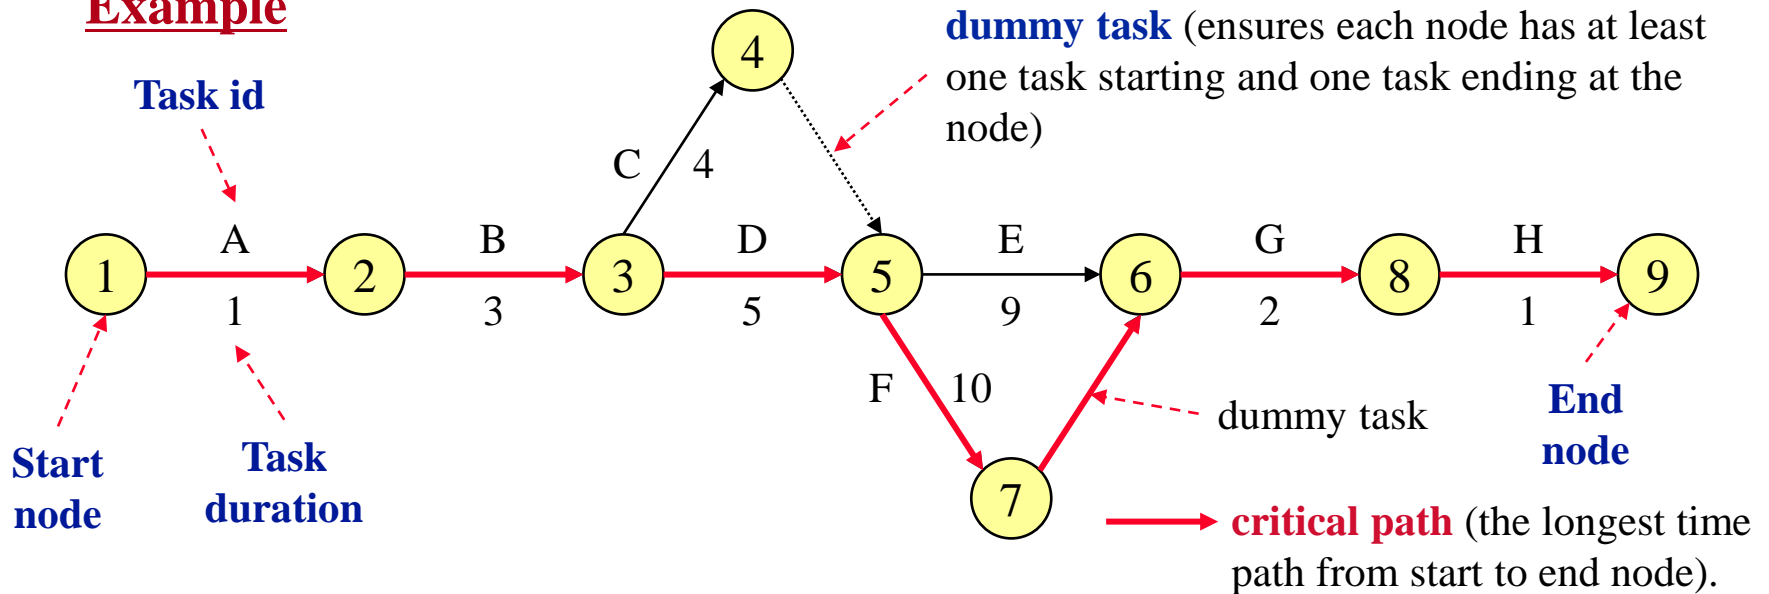 Example
dummy task (ensures each node has at least
one task starting and one task ending at the
node)
Task id
4
C
4
A
B
D
E
G
H
1
2
3
5
6
8
9
1
3
5
9
2
1
F
10
dummy task
End
node
Start
node
Task
duration
7
critical path (the longest time
path from start to end node).